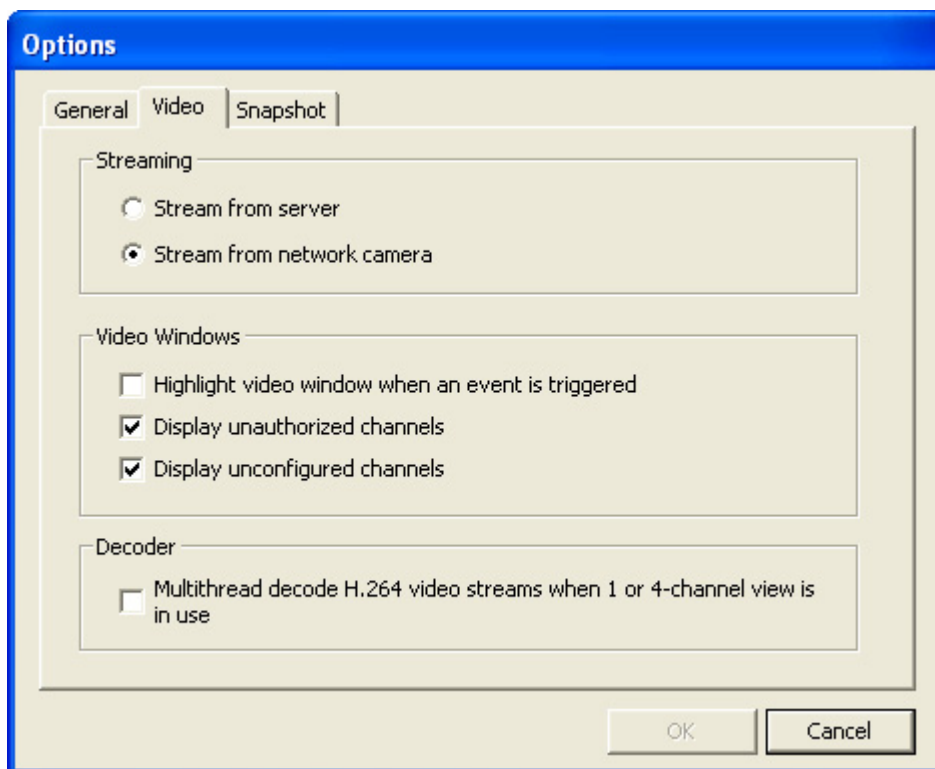 Options
General Video Snapshot
Streaming
Stream from server
Stream from network camera
Video Windows
Highlight video window when an event is triggered
Display unauthorized channels
Display unconfigured channels
Decoder
Multithread decode H.264 video streams when 1 or 4-channel view is
in use
OK Cancel